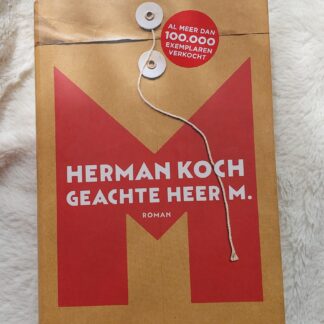 AL MEER DAN
100.000
EXEMPLAREN
VERKOCHT
M
HERMAN KOCH
GEACHTE HEER M.
ROMAN